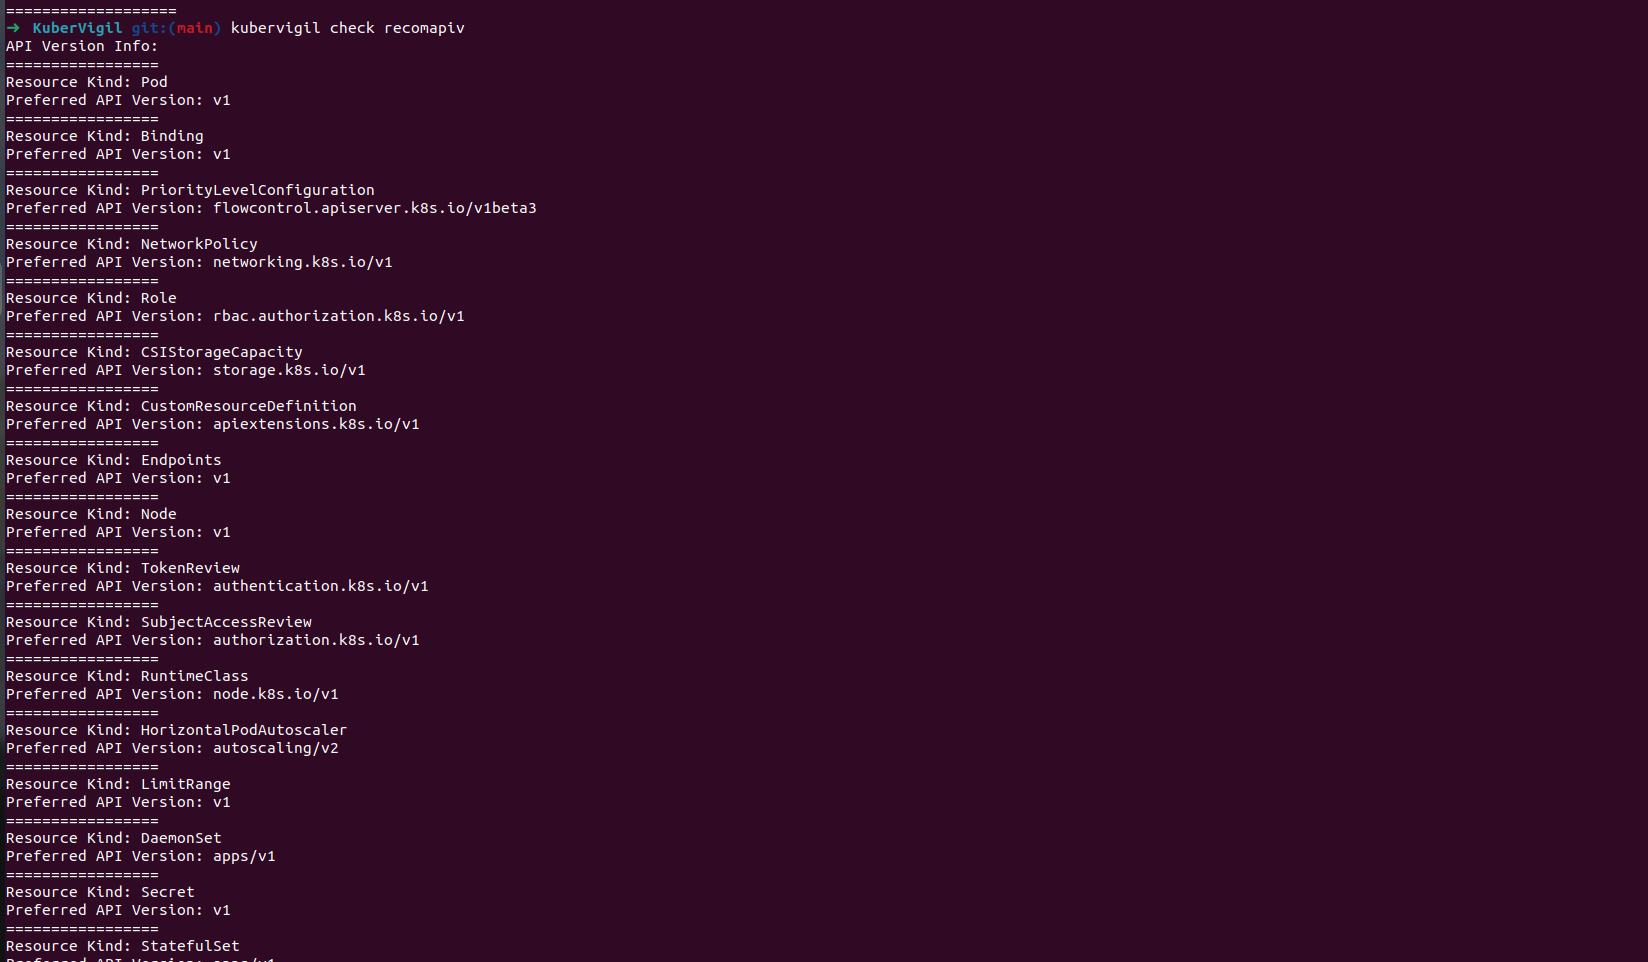 ===================
➜ KuberVigil git:(main) kubervigil check recomapiv
API Version Info:
=================
Resource Kind: Pod
Preferred API Version: v1
=================
Resource Kind: Binding
Preferred API Version: v1
=================
Resource Kind: PriorityLevelConfiguration
Preferred API Version: flowcontrol.apiserver.k8s.io/v1beta3
=================
Resource Kind: NetworkPolicy
Preferred API Version: networking.k8s.io/v1
=================
Resource Kind: Role
Preferred API Version: rbac.authorization.k8s.io/v1
=================
Resource Kind: CSIStorageCapacity
Preferred API Version: storage.k8s.io/v1
=================
Resource Kind: CustomResourceDefinition
Preferred API Version: apiextensions.k8s.io/v1
=================
Resource Kind: Endpoints
Preferred API Version: v1
=================
Resource Kind: Node
Preferred API Version: v1
=================
Resource Kind: TokenReview
Preferred API Version: authentication.k8s.io/v1
=================
Resource Kind: SubjectAccessReview
Preferred API Version: authorization.k8s.io/v1
=================
Resource Kind: RuntimeClass
Preferred API Version: node.k8s.io/v1
=================
Resource Kind: HorizontalPodAutoscaler
Preferred API Version: autoscaling/v2
=================
Resource Kind: LimitRange
Preferred API Version: v1
=================
Resource Kind: DaemonSet
Preferred API Version: apps/v1
=================
Resource Kind: Secret
Preferred API Version: v1
=================
Resource Kind: StatefulSet
Preferred API Version: apps/v1